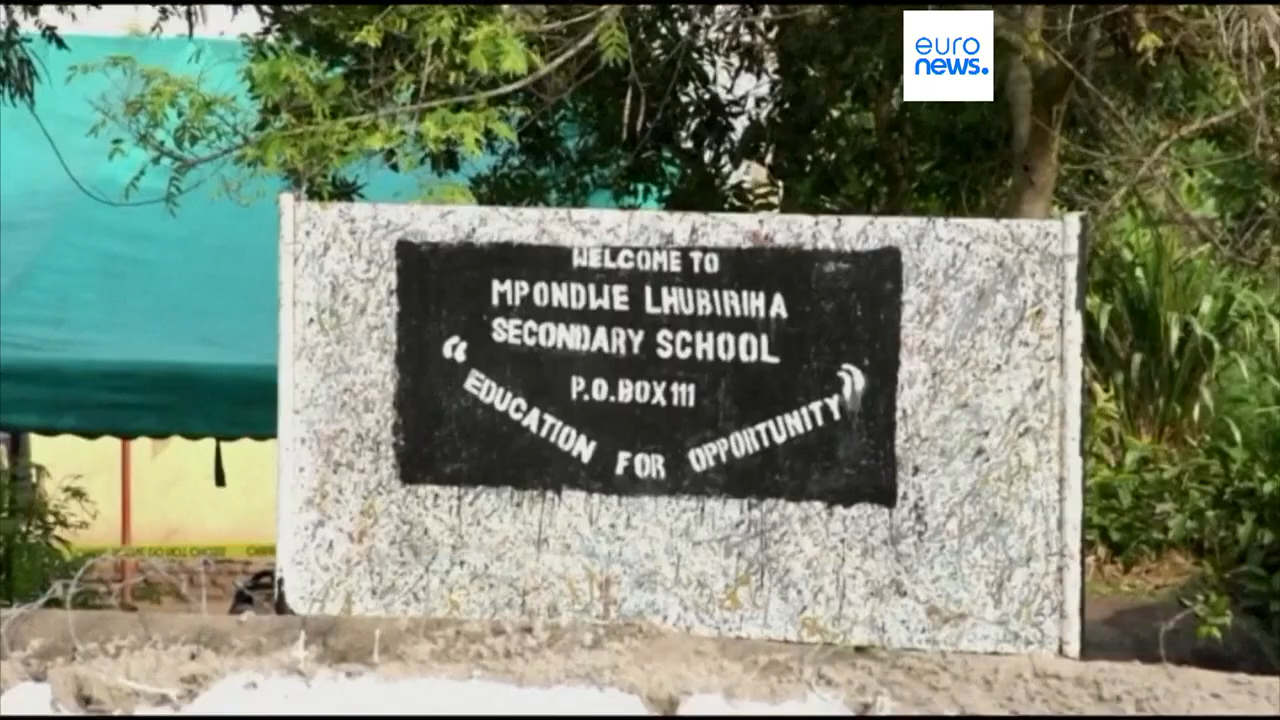 euro
news.
WELCOME TO
MPONDWE LHUBIRIHA
SECONDARY SCHOOL
P.O.BOX 111
“EDUCATION FOR OPPORTUNITY”